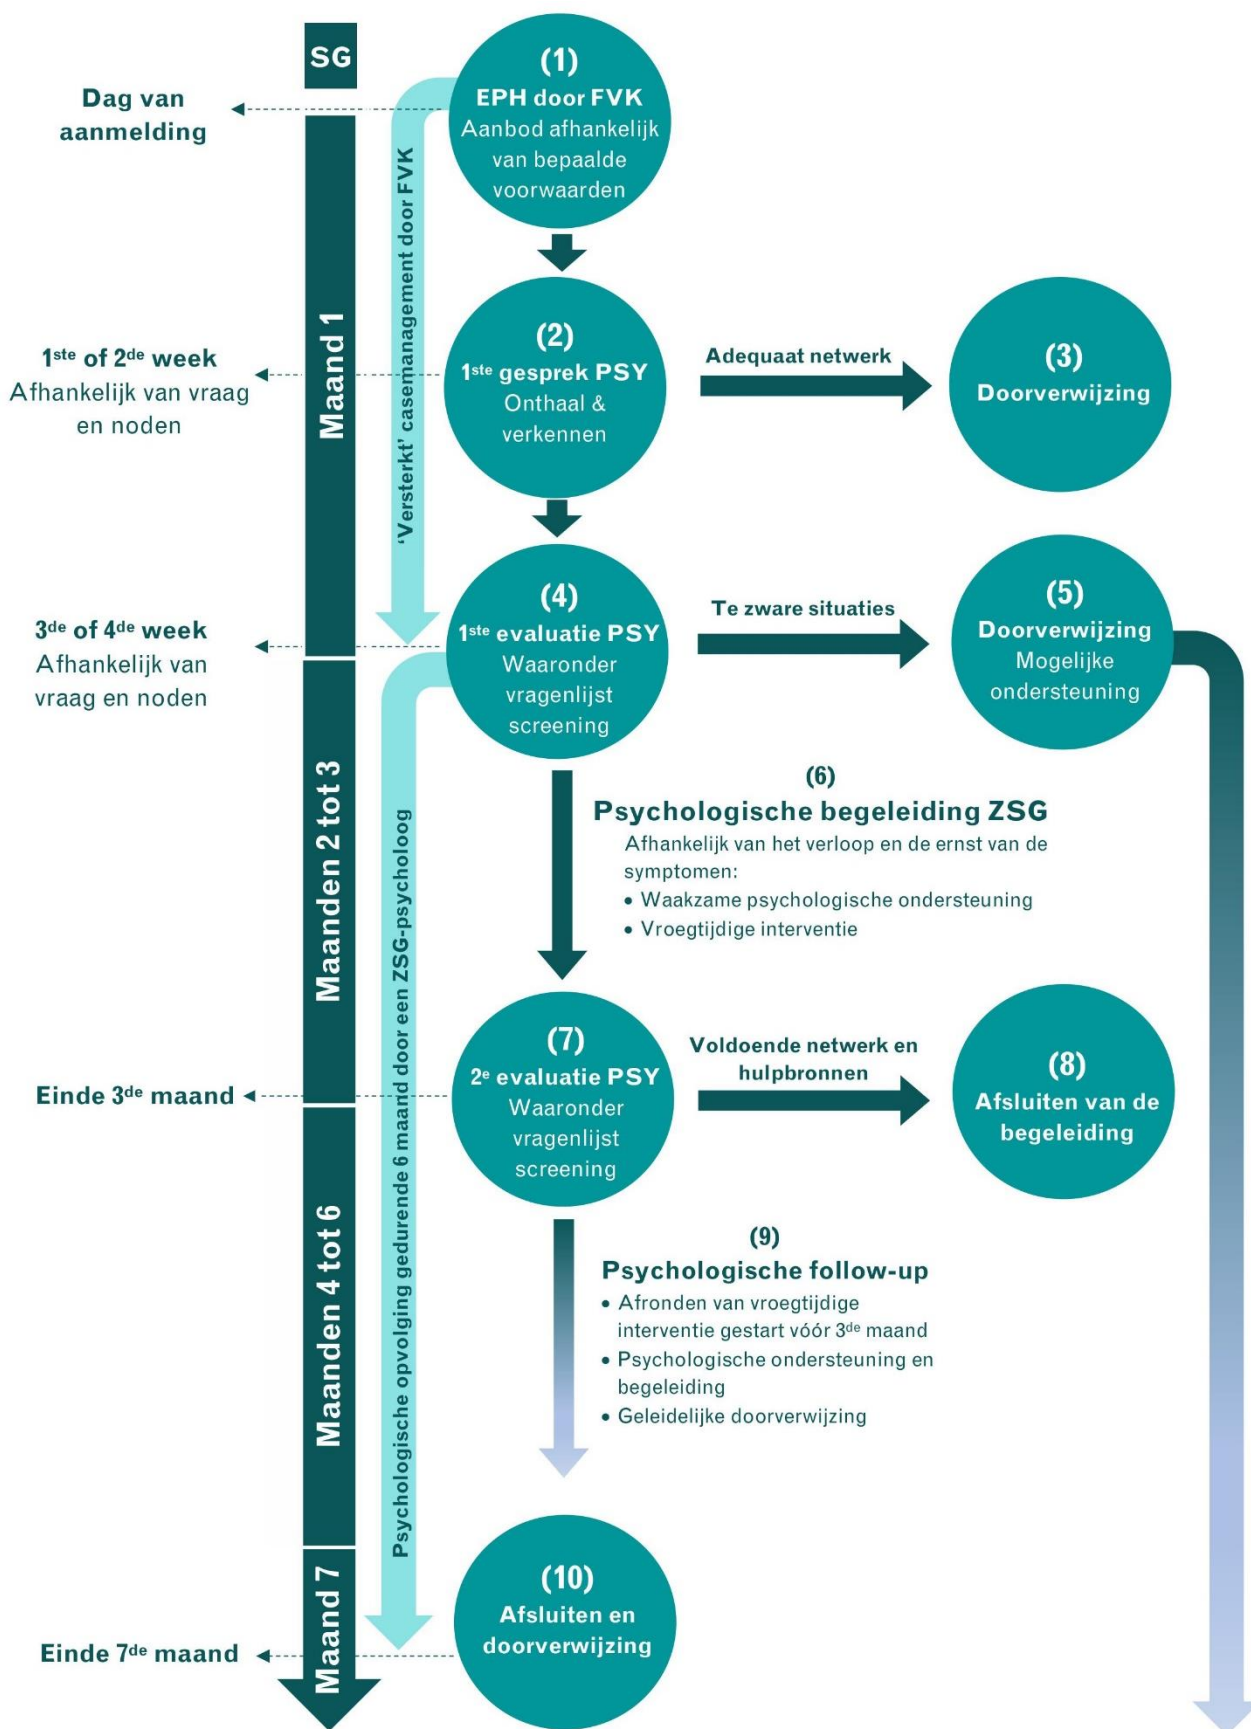 SG
Dag van
aanmelding
(1)
EPH door FVK
Aanbod afhankelijk
van bepaalde
voorwaarden
'Versterkt' casemanagement door FVK
Maand 1
1ste of 2de week
Afhankelijk van vraag
en noden
(2)
1ste gesprek PSY
Onthaal &
verkennen
Adequaat netwerk
(3)
Doorverwijzing
3de of 4de week
Afhankelijk van
vraag en noden
(4)
1ste evaluatie PSY
Waaronder
vragenlijst
screening
Te zware situaties
(5)
Doorverwijzing
Mogelijke
ondersteuning
Maanden 2 tot 3
Psychologische opvolging gedurende 6 maand door een ZSG-psycholoog
(6)
Psychologische begeleiding ZSG
Afhankelijk van het verloop en de ernst van de
symptomen:
• Waakzame psychologische ondersteuning
• Vroegtijdige interventie
Einde 3de maand
(7)
2e evaluatie PSY
Waaronder
vragenlijst
screening
Voldoende netwerk en
hulpbronnen
(8)
Afsluiten van de
begeleiding
Maanden 4 tot 6
(9)
Psychologische follow-up
• Afronden van vroegtijdige
interventie gestart vóór 3de maand
• Psychologische ondersteuning en
begeleiding
• Geleidelijke doorverwijzing
Maand 7
Einde 7de maand
(10)
Afsluiten en
doorverwijzing